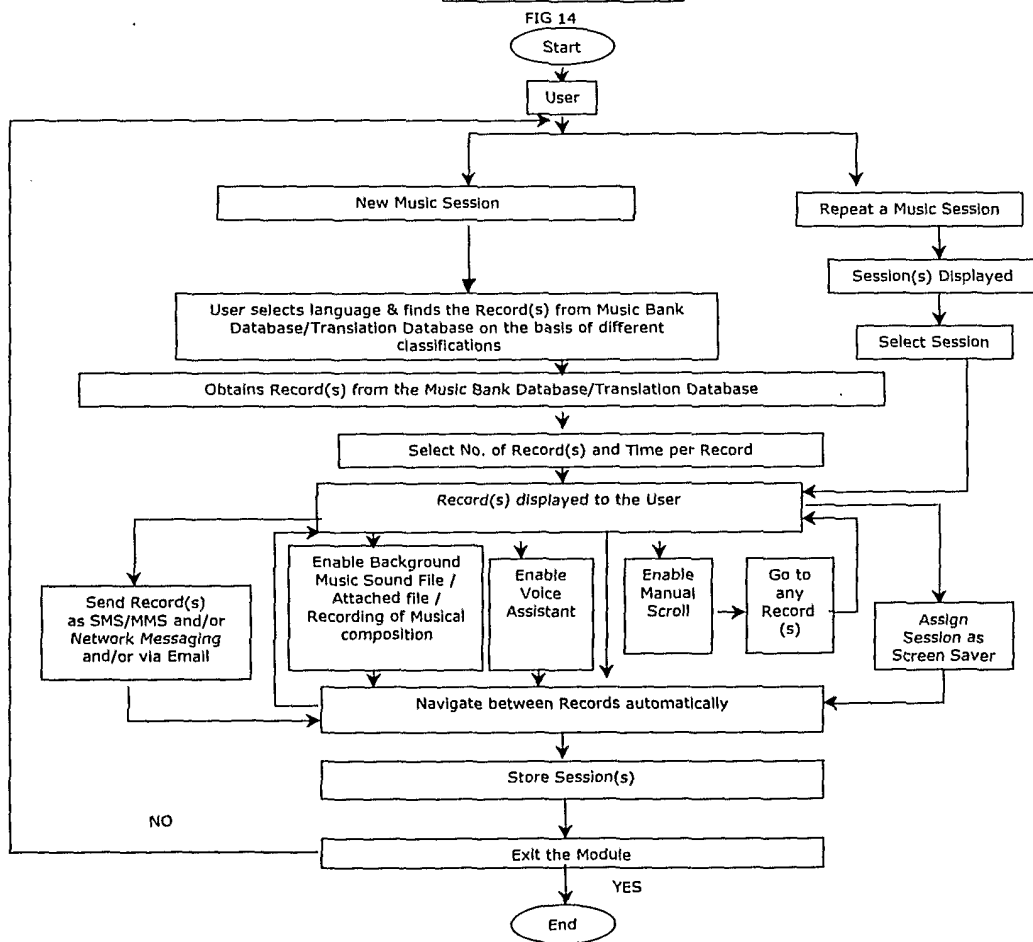 FIG 14
Start
User
New Music Session
Repeat a Music Session
Session(s) Displayed
User selects language & finds the Record(s) from Music Bank
Database/Translation Database on the basis of different
classifications
Select Session
Obtains Record(s) from the Music Bank Database/Translation Database
Select No. of Record(s) and Time per Record
Record(s) displayed to the User
Send Record(s)
as SMS/MMS and/or
Network Messaging
and/or via Email
Enable Background
Music Sound File /
Attached file /
Recording of Musical
composition
Enable
Voice
Assistant
Enable
Manual
Scroll
Go to
any
Record
(s)
Assign
Session as
Screen Saver
Navigate between Records automatically
Store Session(s)
NO
Exit the Module
YES
End